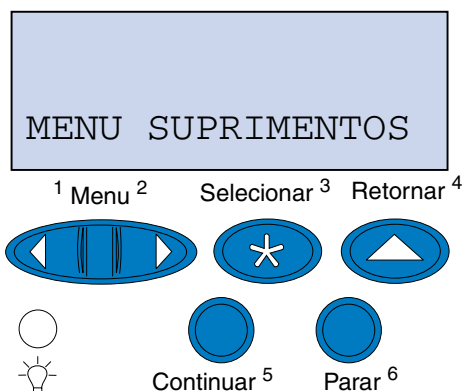 MENU SUPRIMENTOS
1 Menu 2 Selecionar 3 Retornar 4
Continuar 5 Parar 6